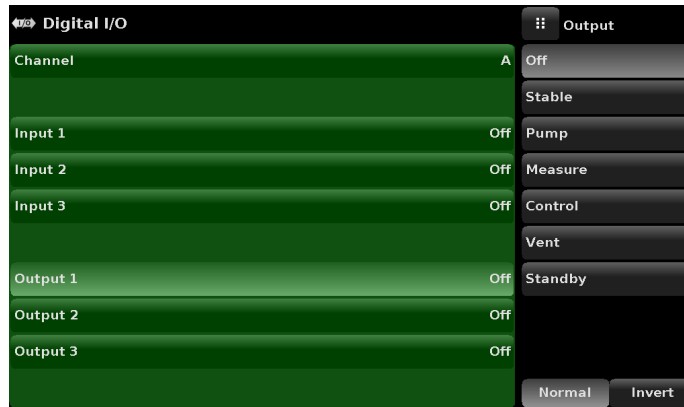 I/O Digital I/O
Channel A
Input 1 Off
Input 2 Off
Input 3 Off
Output 1 Off
Output 2 Off
Output 3 Off
Output
Off
Stable
Pump
Measure
Control
Vent
Standby
Normal Invert